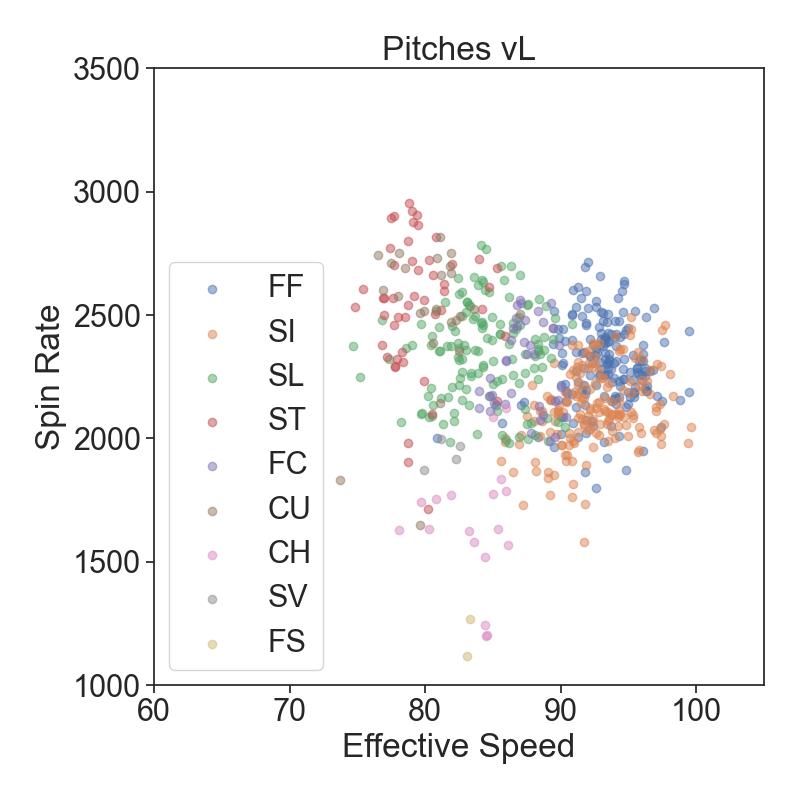 Pitches vL
3500
3000
2500
2000
1500
1000
Spin Rate
FF
SI
SL
ST
FC
CU
CH
SV
FS
60 70 80 90 100
Effective Speed